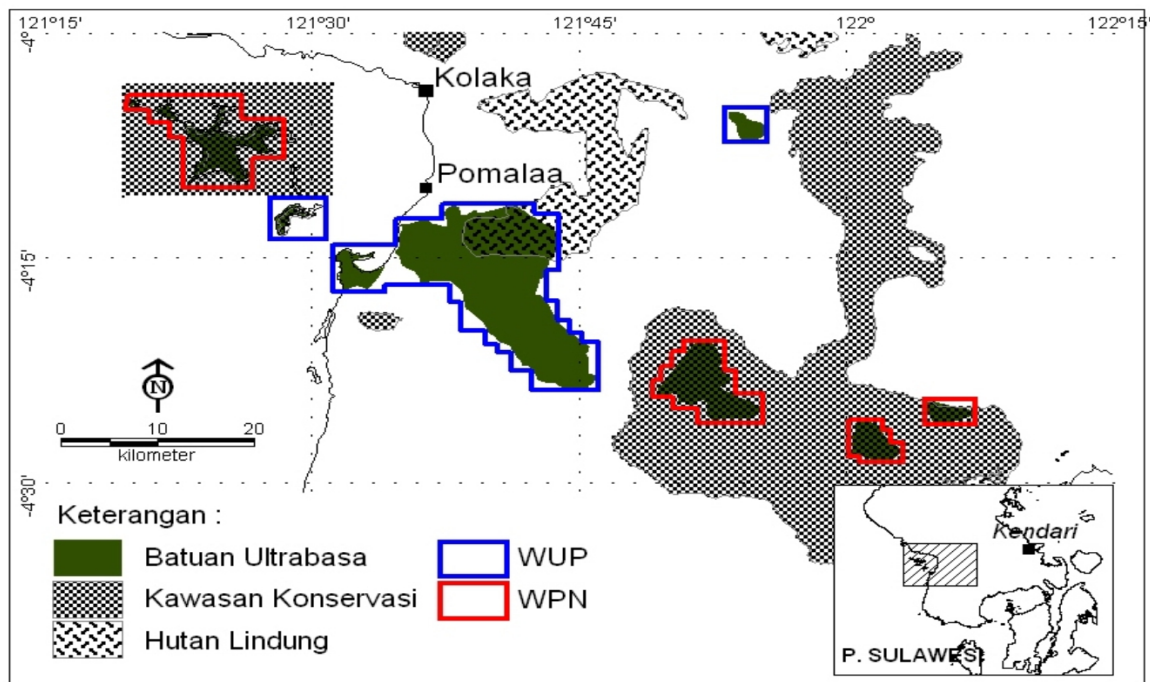 121°15' 121°30' 121°45' 122° 122°15'
-4°
Kolaka
Pomalaa
-4°15'
N
0 10 20
kilometer
-4°30'
Keterangan :
Batuan Ultrabasa
Kawasan Konservasi
Hutan Lindung
WUP
WPN
Kendari
P. SULAWESI